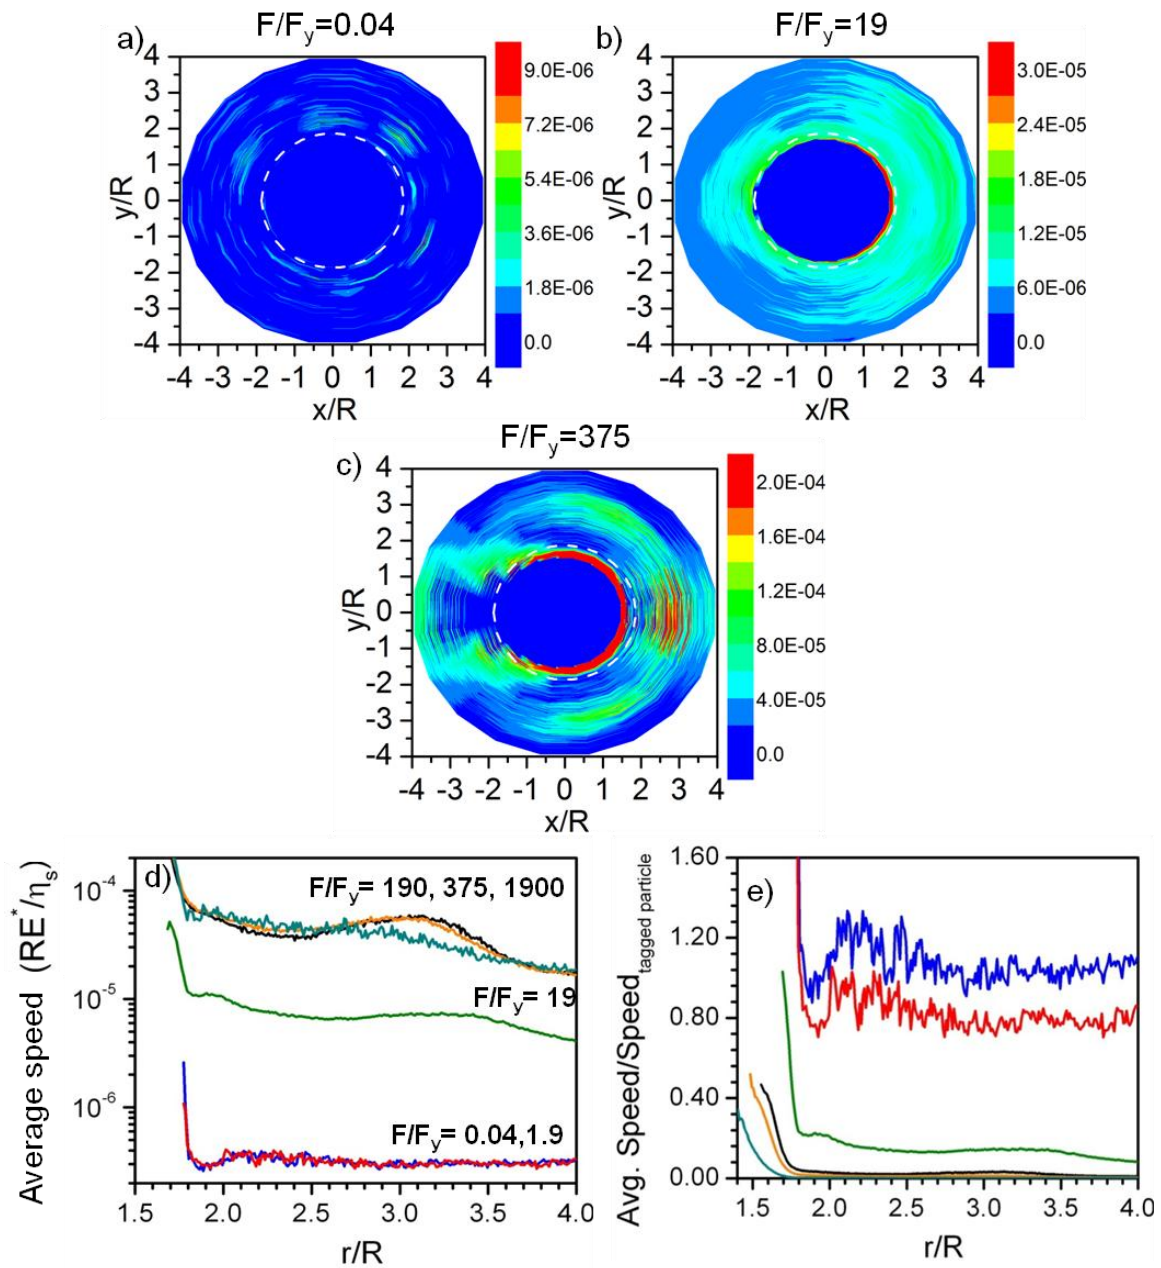 F/Fy=0.04
a)
4
3
2
1
0
-1
-2
-3
-4
y/R
-4 -3 -2 -1 0 1 2 3 4
x/R
9.0E-06
7.2E-06
5.4E-06
3.6E-06
1.8E-06
0.0
F/Fy=19
b)
4
3
2
1
0
-1
-2
-3
-4
y/R
-4 -3 -2 -1 0 1 2 3 4
x/R
3.0E-05
2.4E-05
1.8E-05
1.2E-05
6.0E-06
0.0
F/Fy=375
c)
4
3
2
1
0
-1
-2
-3
-4
y/R
-4 -3 -2 -1 0 1 2 3 4
x/R
2.0E-04
1.6E-04
1.2E-04
8.0E-05
4.0E-05
0.0
d)
Average speed (RE*/ηs)
10-4
10-5
10-6
F/Fy= 190, 375, 1900
F/Fy= 19
F/Fy= 0.04,1.9
1.5 2.0 2.5 3.0 3.5 4.0
r/R
e)
Avg. Speed/Speedtagged particle
1.60
1.20
0.80
0.40
0.00
1.5 2.0 2.5 3.0 3.5 4.0
r/R